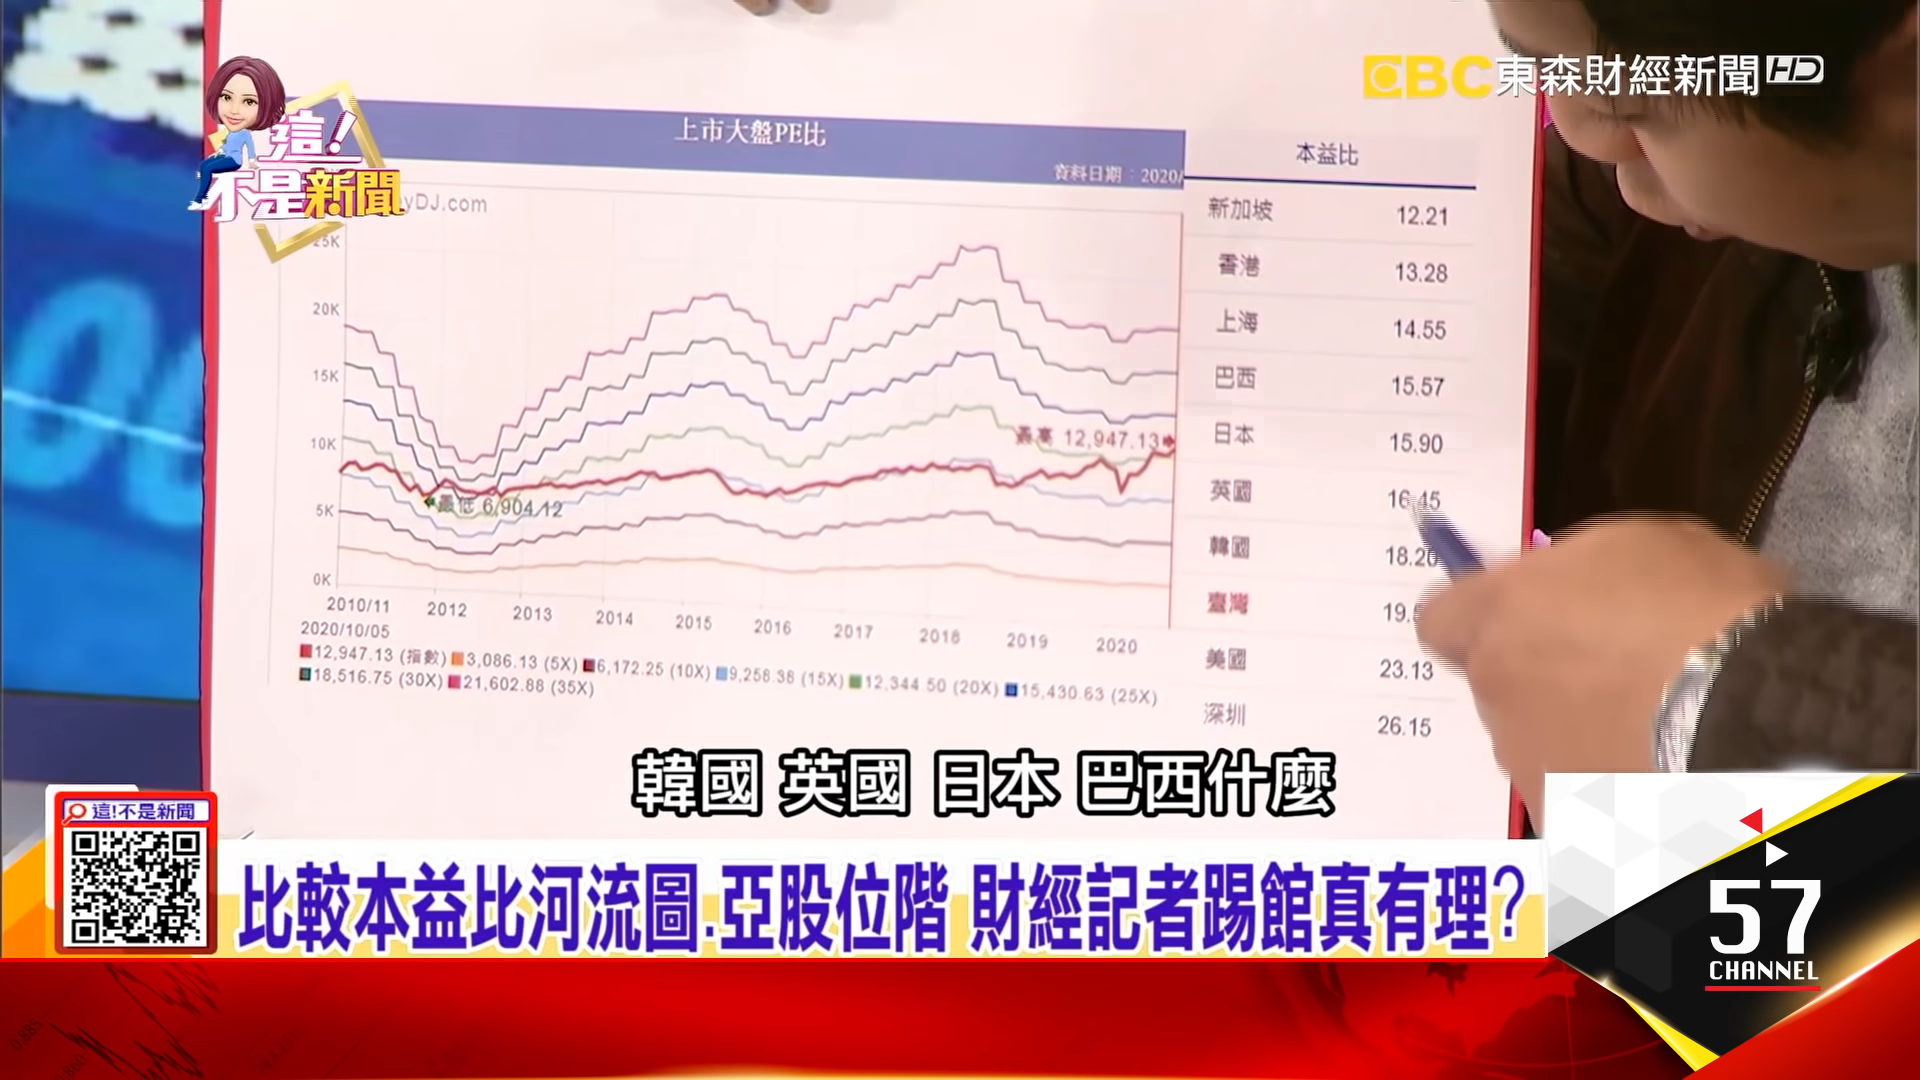 EBC東森財經新聞HD
這!
不是新聞
上市大盤PE比
資料日期：2020/
yDJ.com
25K
20K
15K
10K
5K
0K
最高 12,947.13
最低 6,904.12
2010/11 2012 2013 2014 2015 2016 2017 2018 2019 2020
2020/10/05
12,947.13 (指數) 3,086.13 (5X) 6,172.25 (10X) 9,258.38 (15X) 12,344.50 (20X) 15,430.63 (25X)
18,516.75 (30X) 21,602.88 (35X)
本益比
新加坡 12.21
香港 13.28
上海 14.55
巴西 15.57
日本 15.90
英國 16.45
韓國 18.20
臺灣 19.
美國 23.13
深圳 26.15
韓國 英國 日本 巴西什麼
這!不是新聞
比較本益比河流圖.亞股位階 財經記者踢館真有理?
57
CHANNEL